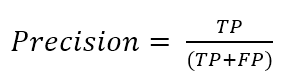 Precision = TP / (TP+FP)